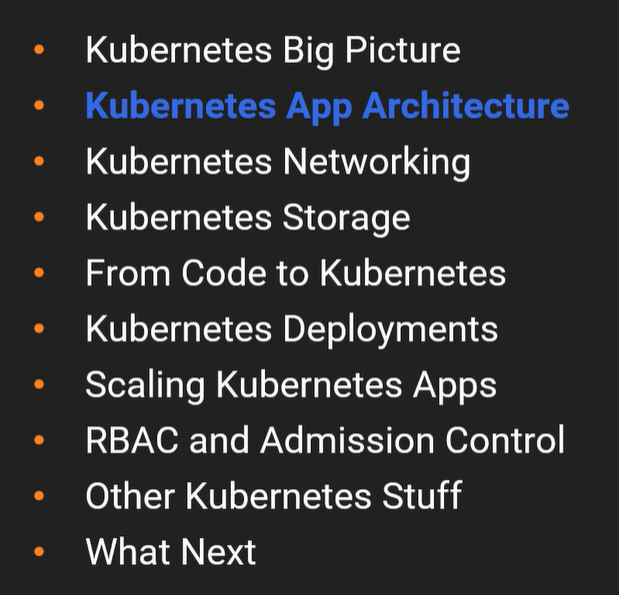 Kubernetes Big Picture
Kubernetes App Architecture
Kubernetes Networking
Kubernetes Storage
From Code to Kubernetes
Kubernetes Deployments
Scaling Kubernetes Apps
RBAC and Admission Control
Other Kubernetes Stuff
What Next